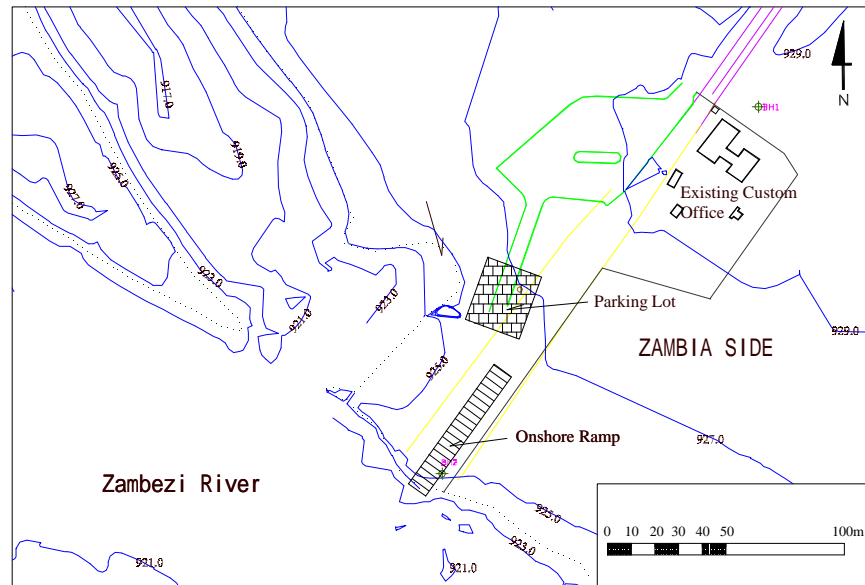 929.0
N
BH1
917.0
919.0
925.0
927.0
Existing Custom
Office
923.0
923.0
921.0
Parking Lot
ZAMBIA SIDE
929.0
925.0
Onshore Ramp
927.0
Zambezi River
925.0
923.0
921.0
921.0
0 10 20 30 40 50 100m